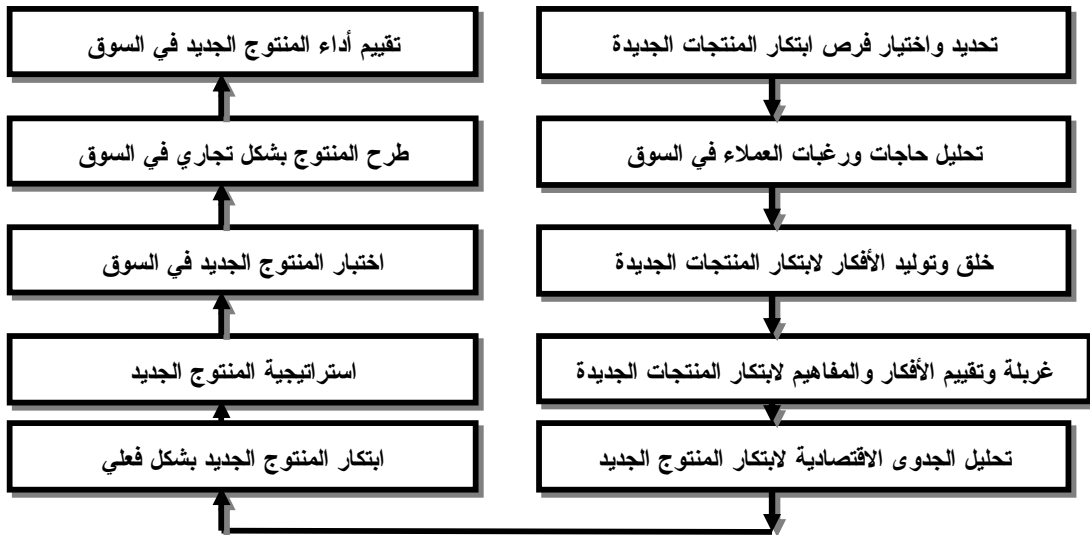 تحديد واختيار فرص ابتكار المنتجات الجديدة
تحليل حاجات ورغبات العملاء في السوق
خلق وتوليد الأفكار لابتكار المنتجات الجديدة
غربلة وتقييم الأفكار والمفاهيم لابتكار المنتجات الجديدة
تحليل الجدوى الاقتصادية لابتكار المنتوج الجديد
ابتكار المنتوج الجديد بشكل فعلي
استراتيجية المنتوج الجديد
اختبار المنتوج الجديد في السوق
طرح المنتوج بشكل تجاري في السوق
تقييم أداء المنتوج الجديد في السوق